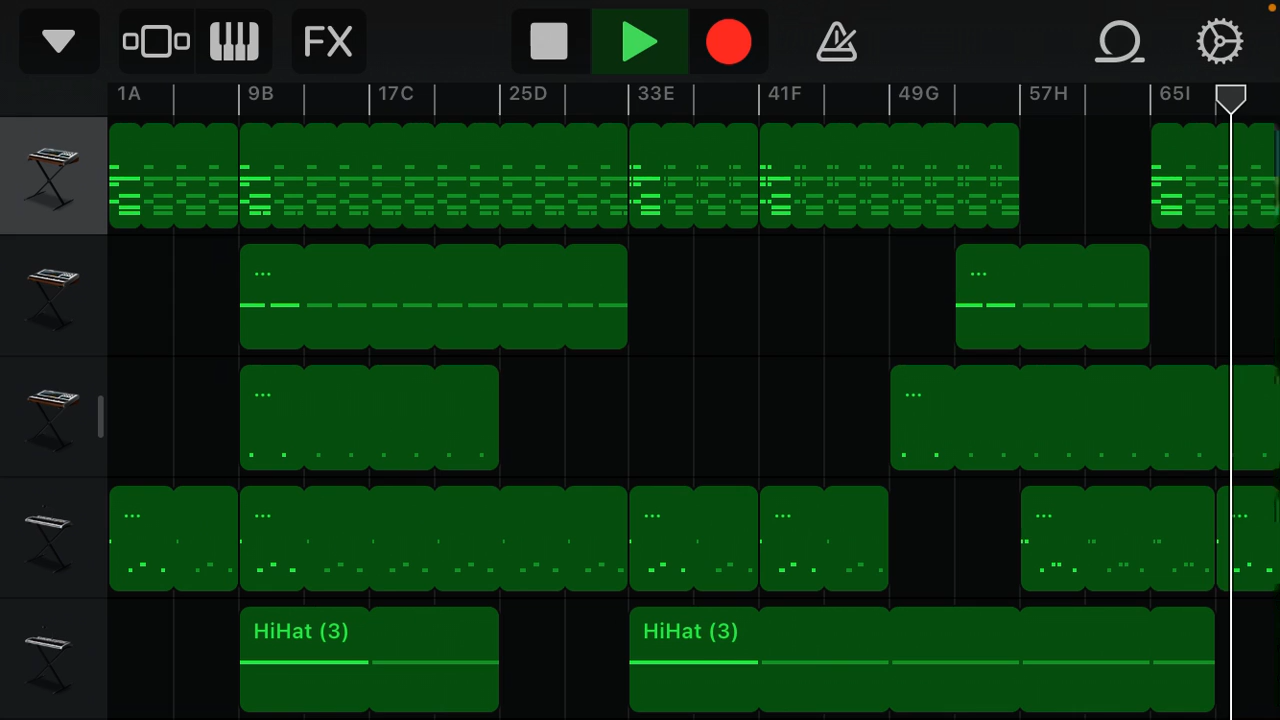 FX
1A 9B 17C 25D 33E 41F 49G 57H 65I
...
...
...
...
... ... ... ... ... ...
HiHat (3) HiHat (3)